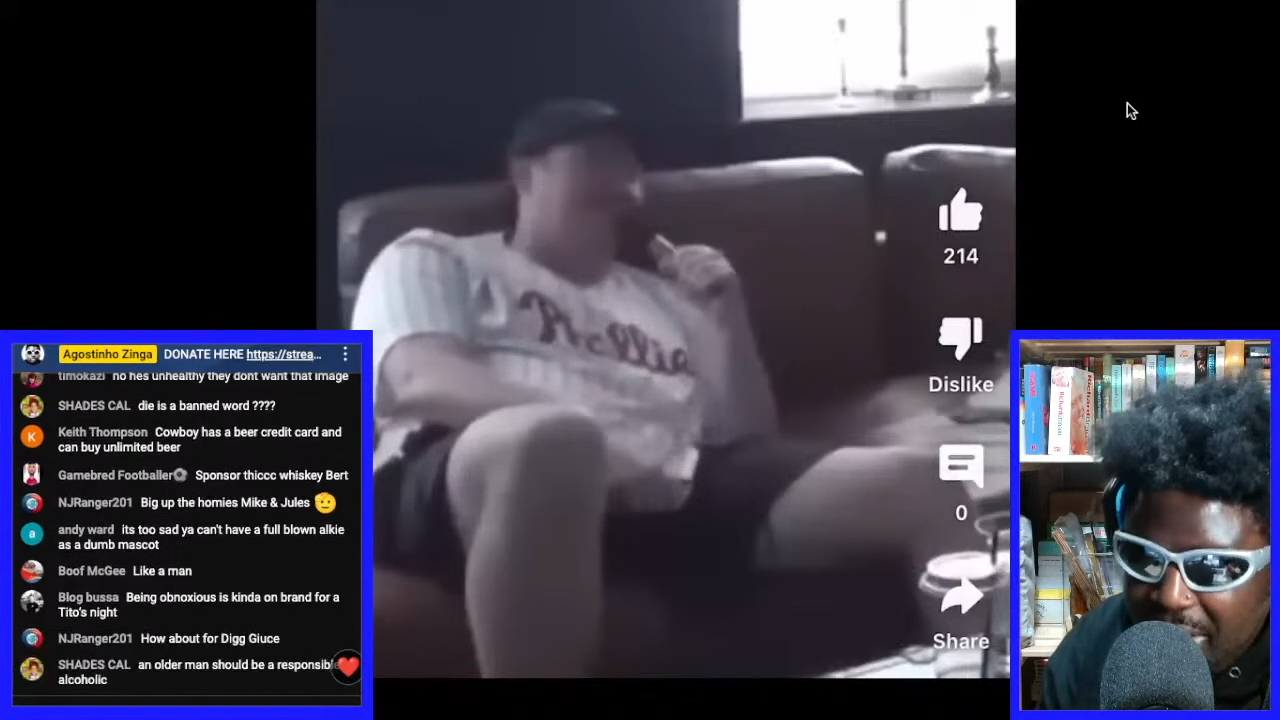 Phillies
214
Dislike
0
Share
Agostinho Zinga DONATE HERE https://strea...
timokazi no hes unhealthy they dont want that image
SHADES CAL die is a banned word ????
K
Keith Thompson Cowboy has a beer credit card and
can buy unlimited beer
Gamebred Footballer⚽ Sponsor thiccc whiskey Bert
NJRanger201 Big up the homies Mike & Jules 🫡
a
andy ward its too sad ya can't have a full blown alkie
as a dumb mascot
Boof McGee Like a man
Blog bussa Being obnoxious is kinda on brand for a
Tito's night
NJRanger201 How about for Digg Giuce
SHADES CAL an older man should be a responsible
alcoholic